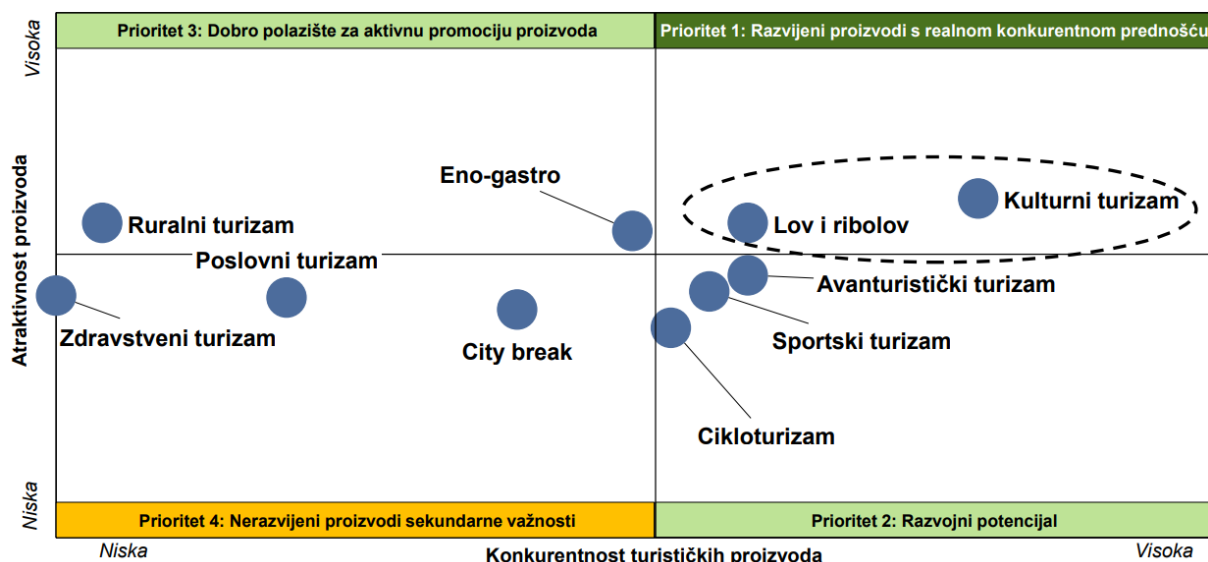 Prioritet 3: Dobro polazište za aktivnu promociju proizvoda
Prioritet 1: Razvijeni proizvodi s realnom konkurentnom prednošću
Visoka
Atraktivnost proizvoda
Niska
Eno-gastro
Kulturni turizam
Ruralni turizam
Lov i ribolov
Poslovni turizam
Avanturistički turizam
Zdravstveni turizam
City break
Sportski turizam
Cikloturizam
Prioritet 4: Nerazvijeni proizvodi sekundarne važnosti
Prioritet 2: Razvojni potencijal
Niska
Konkurentnost turističkih proizvoda
Visoka